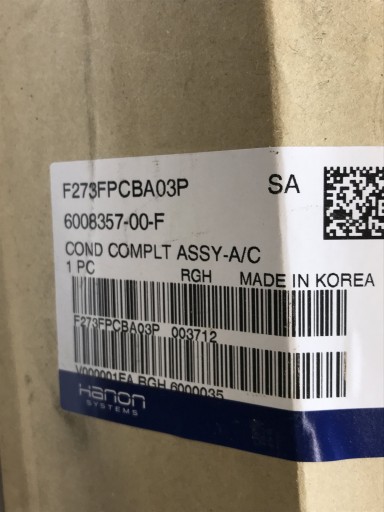 F273FPCBA03P SA
6008357-00-F
COND COMPLT ASSY-A/C
1 PC RGH MADE IN KOREA
F273FPCBA03P 003712
V000001EA RGH 6000035
Hanon
SYSTEMS